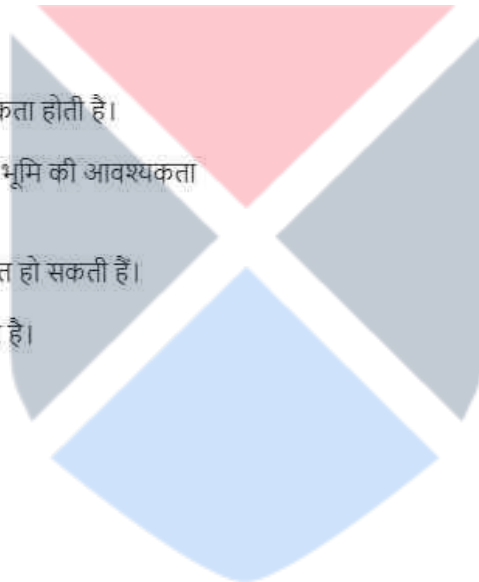 कता होती है।
भूमि की आवश्यकता
त हो सकती हैं।
है।